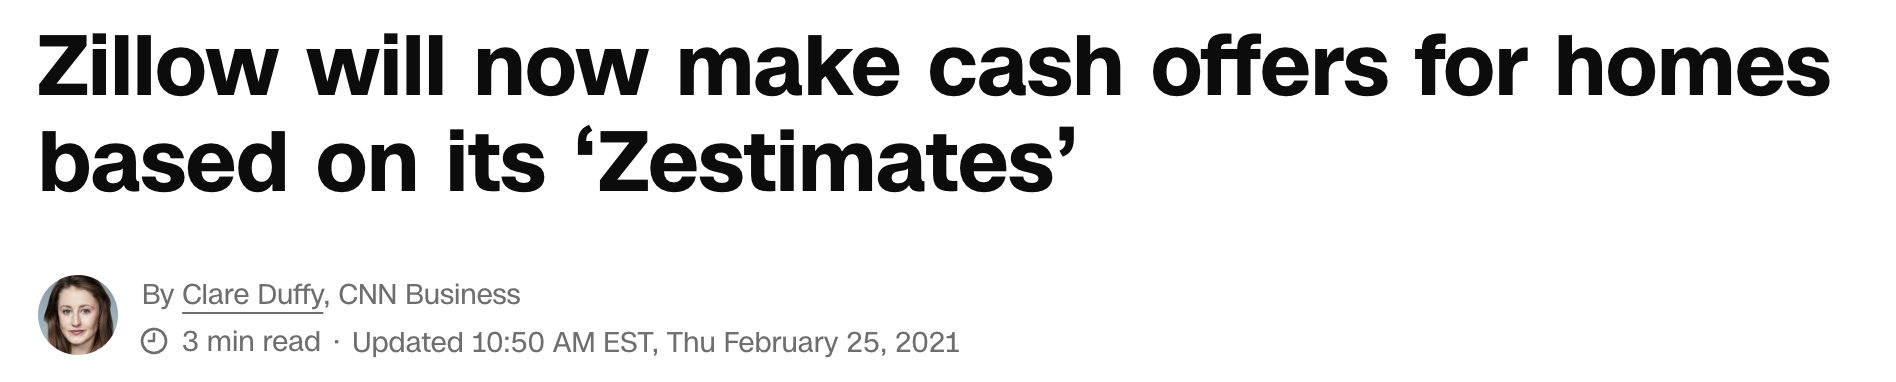 Zillow will now make cash offers for homes
based on its ‘Zestimates’
By Clare Duffy, CNN Business
3 min read · Updated 10:50 AM EST, Thu February 25, 2021